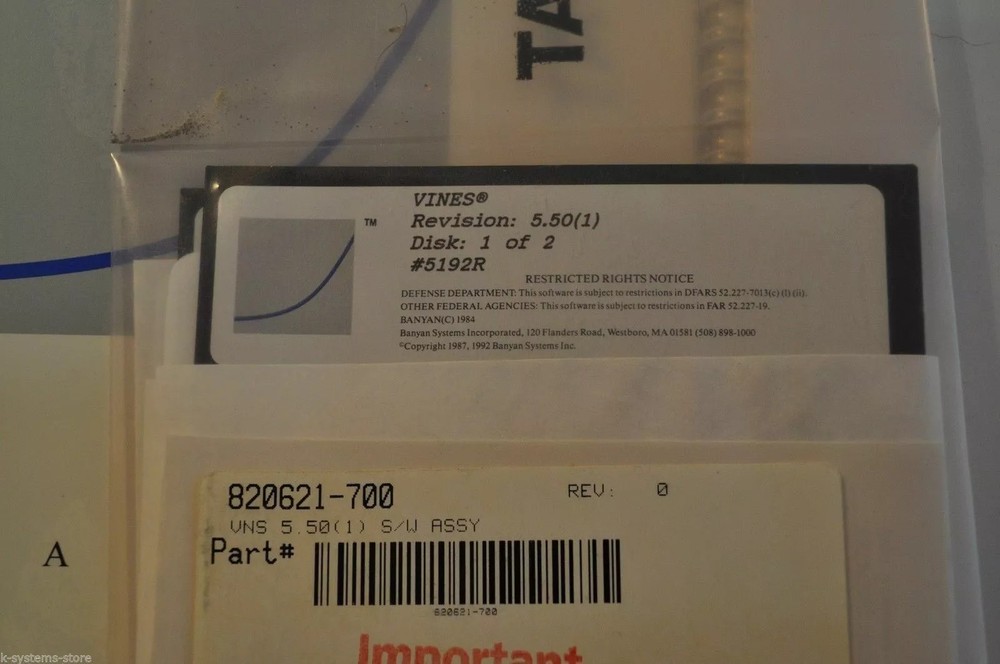 TA
VINES®
TM
Revision: 5.50(1)
Disk: 1 of 2
#5192R
RESTRICTED RIGHTS NOTICE
DEFENSE DEPARTMENT: This software is subject to restrictions in DFARS 52.227-7013(c)(l)(ii).
OTHER FEDERAL AGENCIES: This software is subject to restrictions in FAR 52.227-19.
BANYAN(C) 1984
Banyan Systems Incorporated, 120 Flanders Road, Westboro, MA 01581 (508) 898-1000
©Copyright 1987, 1992 Banyan Systems Inc.
820621-700 REV: 0
VNS 5.50(1) S/W ASSY
Part#
820621-700
A
Important
k-systems-store